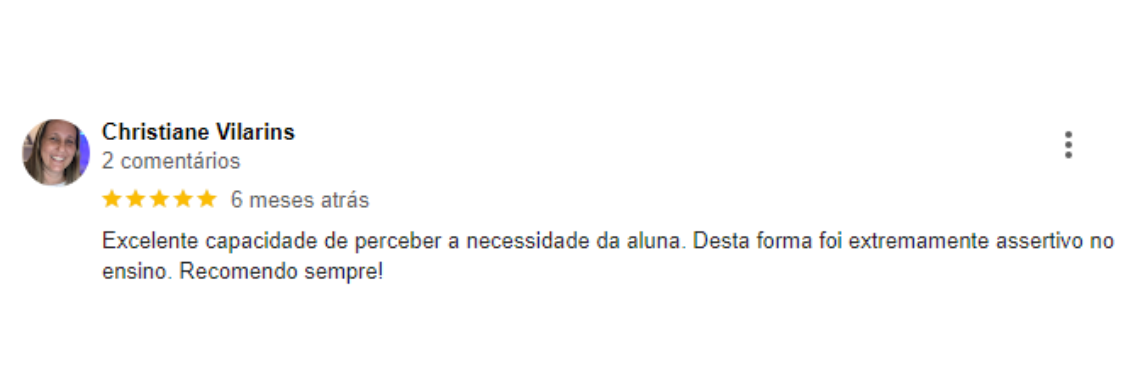 Christiane Vilarins
2 comentários
6 meses atrás
Excelente capacidade de perceber a necessidade da aluna. Desta forma foi extremamente assertivo no
ensino. Recomendo sempre!